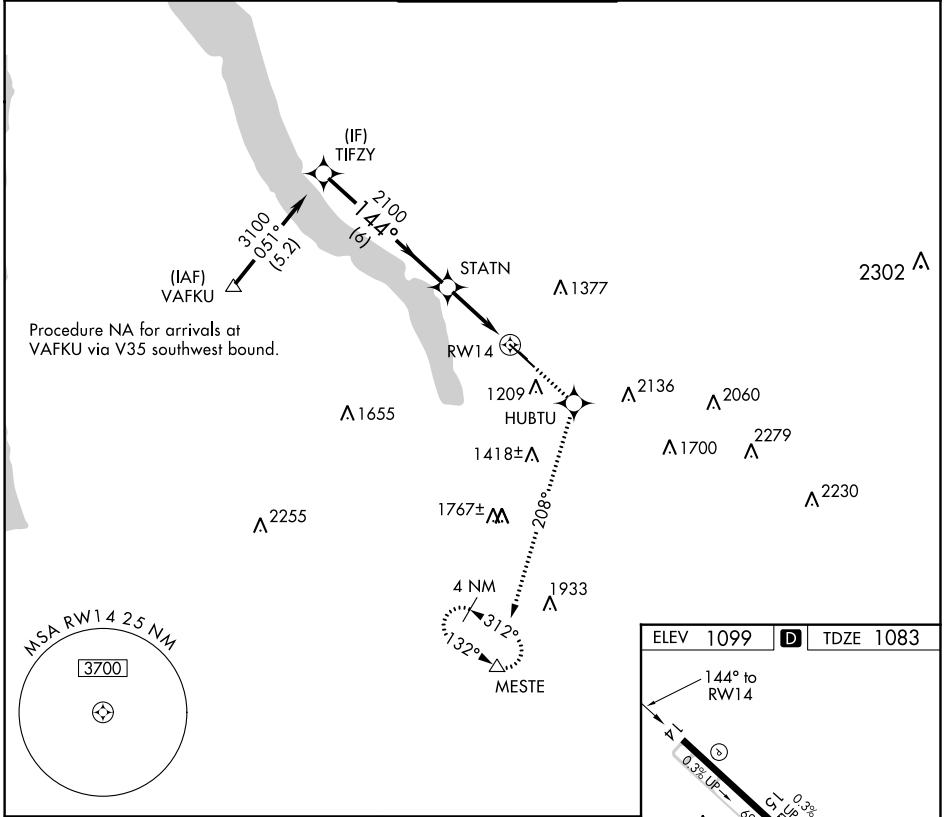 (IF)
TIFZY
2100
144°
(6)
3100
051°
(5.2)
(IAF)
VAFKU
STATN
1377
2302
Procedure NA for arrivals at
VAFKU via V35 southwest bound.
RW14
1209
HUBTU
2136
2060
1655
1418±
1700
2279
2230
208°
1767±
2255
4 NM
1933
312°
132°
MESTE
MSA RW14 25 NM
3700
ELEV 1099 D TDZE 1083
144° to
RW14
14
P
0.3% UP
0.3%
UP
15